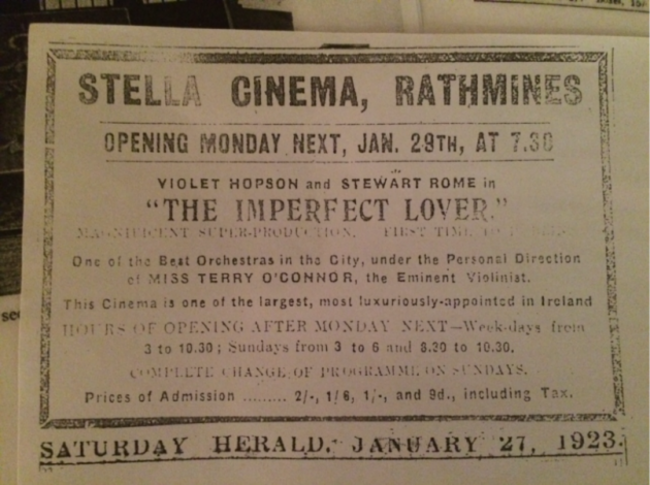 STELLA CINEMA, RATHMINES
OPENING MONDAY NEXT, JAN. 29TH, AT 7.30
VIOLET HOPSON and STEWART ROME in
"THE IMPERFECT LOVER."
MAGNIFICENT SUPER-PRODUCTION. FIRST TIME
One of the Best Orchestras in the City, under the Personal Direction
of MISS TERRY O'CONNOR, the Eminent Violinist.
This Cinema is one of the largest, most luxuriously-appointed in Ireland
HOURS OF OPENING AFTER MONDAY NEXT—Week-days from
3 to 10.30; Sundays from 3 to 6 and 8.30 to 10.30.
COMPLETE CHANGE OF PROGRAMME ON SUNDAYS.
Prices of Admission ......... 2/-, 1/6, 1/-, and 9d., including Tax.
SATURDAY HERALD, JANUARY 27, 1923.